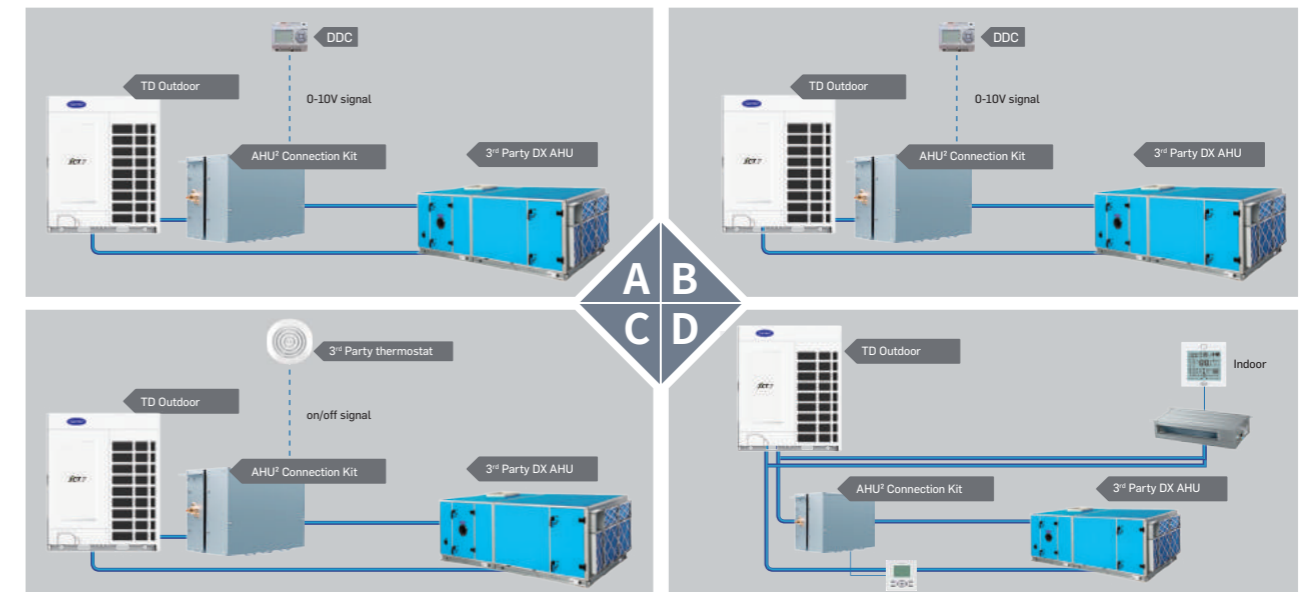 DDC
TD Outdoor
0-10V signal
AHU² Connection Kit
3rd Party DX AHU
DDC
TD Outdoor
0-10V signal
AHU² Connection Kit
3rd Party DX AHU
A B
C D
3rd Party thermostat
TD Outdoor
on/off signal
AHU² Connection Kit
3rd Party DX AHU
TD Outdoor
Indoor
AHU² Connection Kit
3rd Party DX AHU